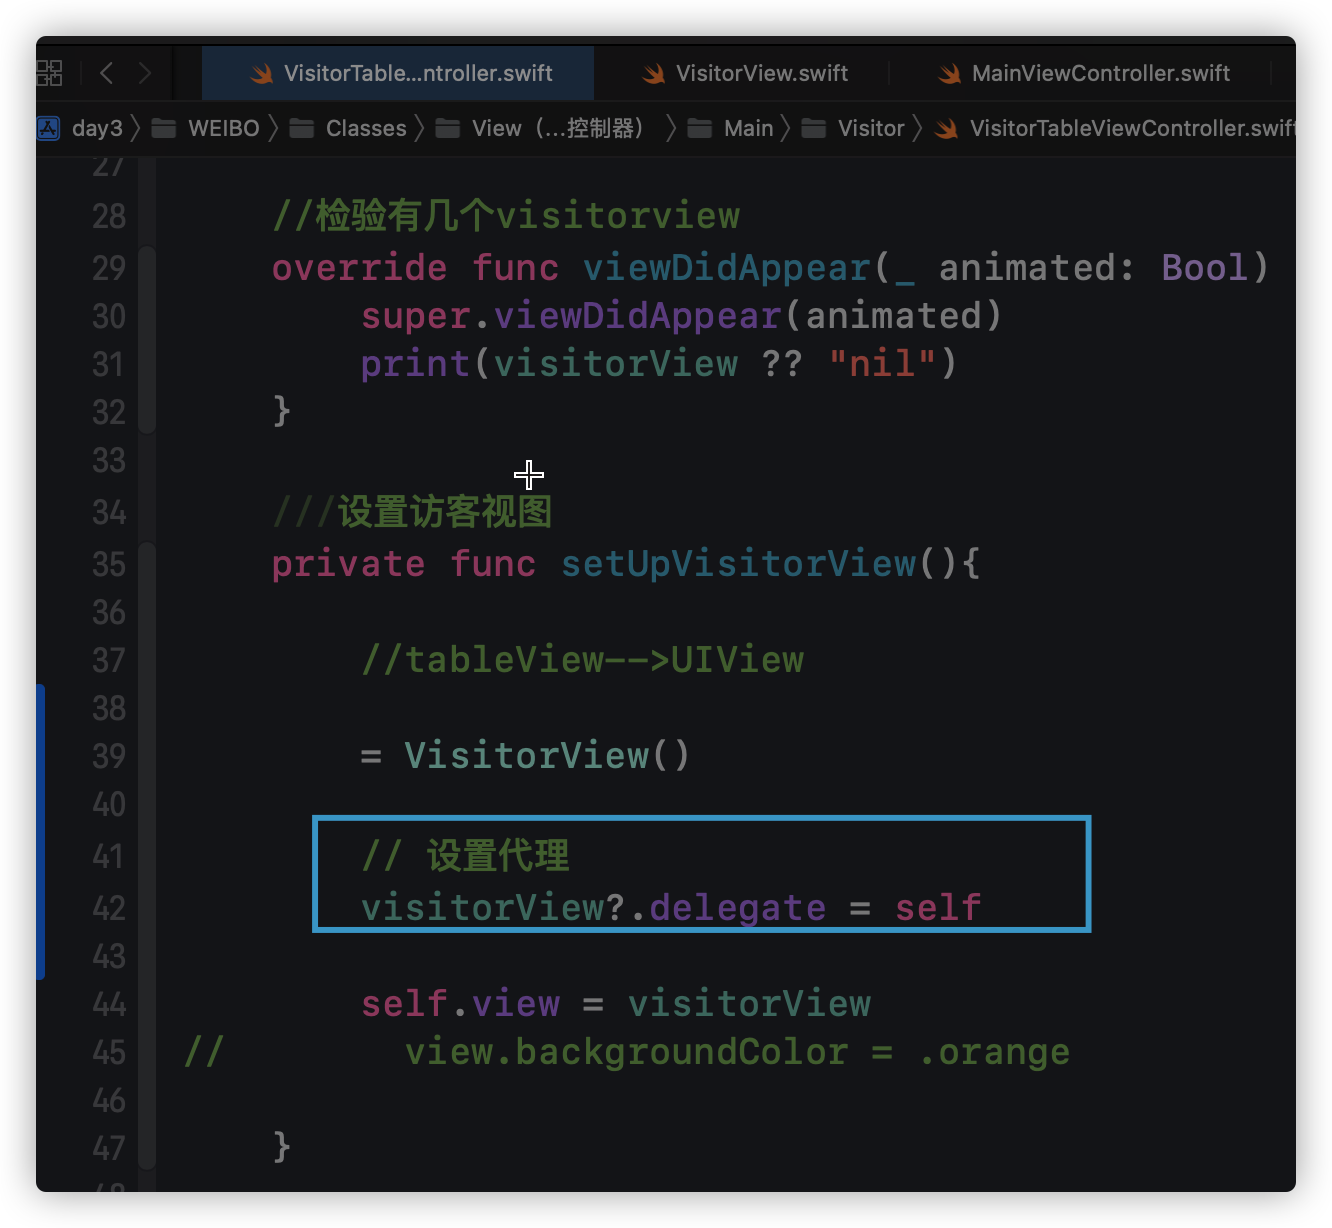 VisitorTable...ntroller.swift VisitorView.swift MainViewController.swift
day3 WEIBO Classes View （...控制器） Main Visitor VisitorTableViewController.swift
27
28 //检验有几个visitorview
29 override func viewDidAppear(_ animated: Bool)
30 super.viewDidAppear(animated)
31 print(visitorView ?? "nil")
32 }
33
34 ///设置访客视图
35 private func setUpVisitorView(){
36
37 //tableView-->UIView
38
39 = VisitorView()
40
41 // 设置代理
42 visitorView?.delegate = self
43
44 self.view = visitorView
45 // view.backgroundColor = .orange
46
47 }